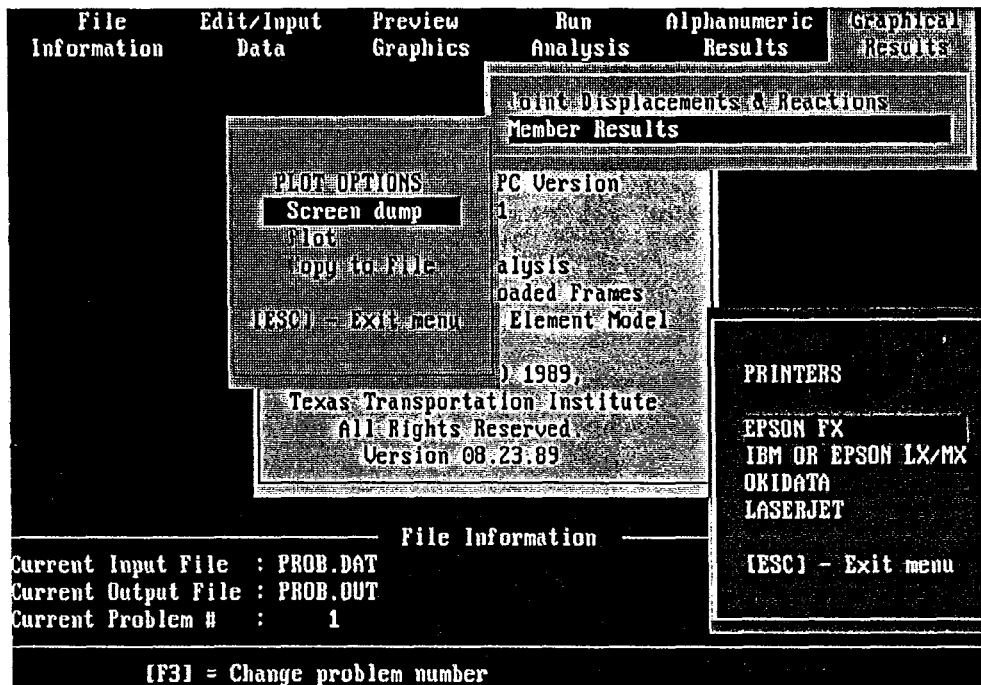 File Edit/Input Preview Run Alphanumeric Graphical
Information Data Graphics Analysis Results Results
Joint Displacements & Reactions
Member Results
PLOT OPTIONS
Screen dump
Plot
Copy to File
[ESC] - Exit menu
PC Version
1
alysis
oaded Frames
Element Model
) 1989,
Texas Transportation Institute
All Rights Reserved.
Version 08.23.89
PRINTERS
EPSON FX
IBM OR EPSON LX/MX
OKIDATA
LASERJET
[ESC] - Exit menu
File Information
Current Input File : PROB.DAT
Current Output File : PROB.OUT
Current Problem # : 1
[F3] = Change problem number